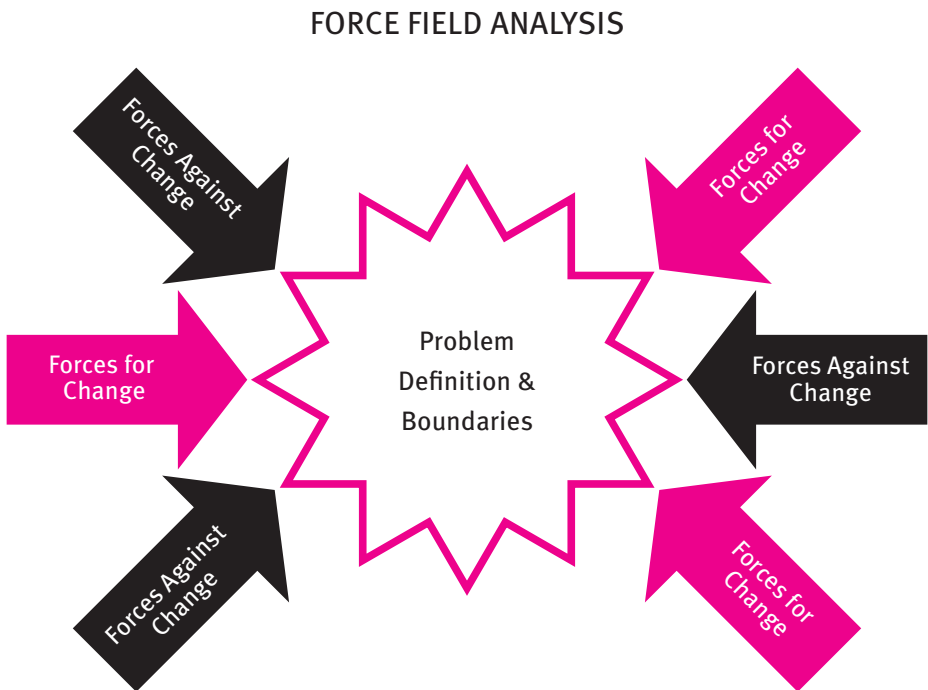 FORCE FIELD ANALYSIS
Forces Against
Change
Forces for
Change
Forces for
Change
Problem
Definition &
Boundaries
Forces Against
Change
Forces Against
Change
Forces for
Change